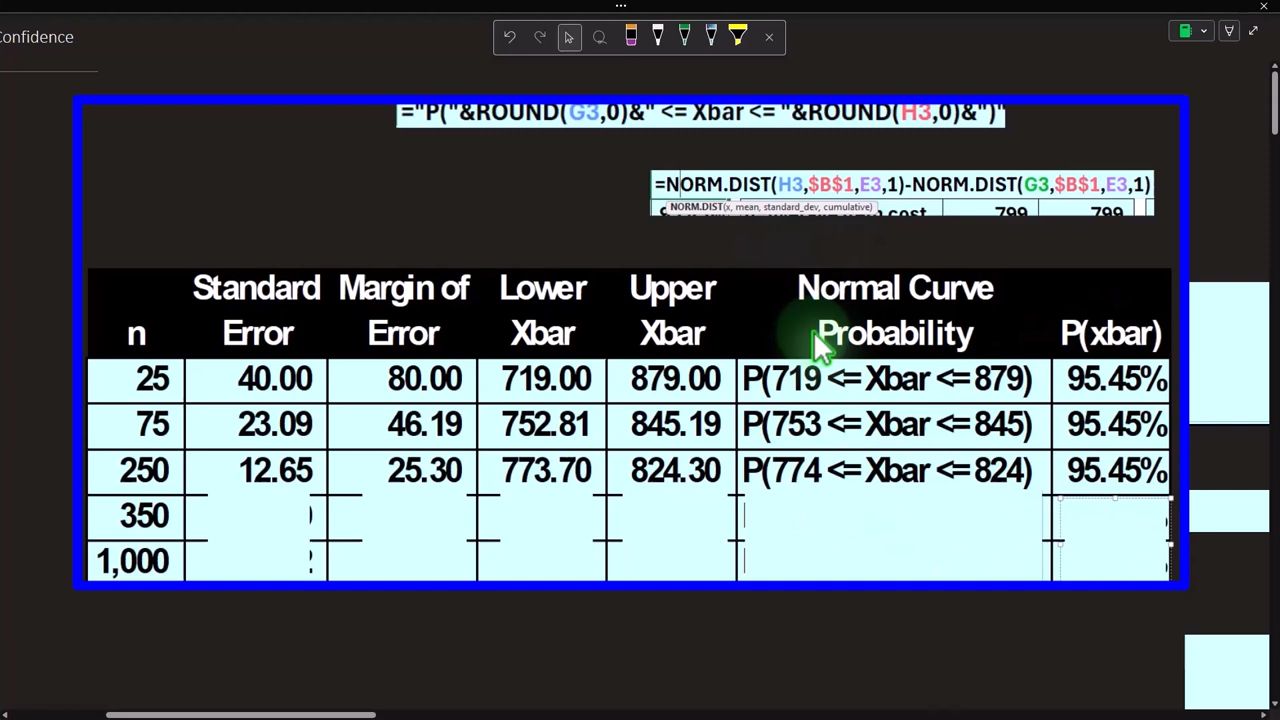 Confidence
="P("&ROUND(G3,0)&" <= Xbar <= "&ROUND(H3,0)&")"
=NORM.DIST(H3,$B$1,E3,1)-NORM.DIST(G3,$B$1,E3,1)
NORM.DIST(x, mean, standard_dev, cumulative)
cost 799 799
n Standard Error Margin of Error Lower Xbar Upper Xbar Normal Curve Probability P(xbar)
25 40.00 80.00 719.00 879.00 P(719 <= Xbar <= 879) 95.45%
75 23.09 46.19 752.81 845.19 P(753 <= Xbar <= 845) 95.45%
250 12.65 25.30 773.70 824.30 P(774 <= Xbar <= 824) 95.45%
350
1,000